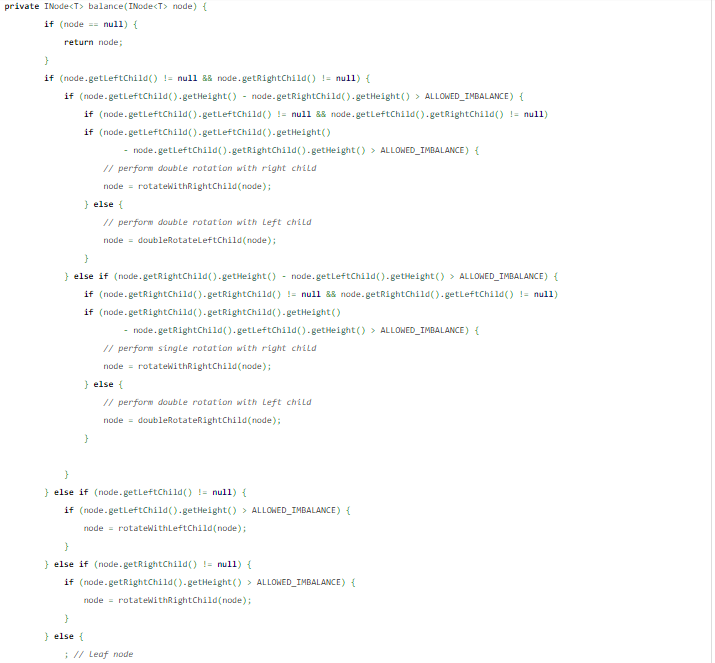 private INode<T> balance(INode<T> node) {
if (node == null) {
return node;
}
if (node.getLeftChild() != null && node.getRightChild() != null) {
if (node.getLeftChild().getHeight() - node.getRightChild().getHeight() > ALLOWED_IMBALANCE) {
if (node.getLeftChild().getLeftChild() != null && node.getLeftChild().getRightChild() != null)
if (node.getLeftChild().getLeftChild().getHeight()
- node.getLeftChild().getRightChild().getHeight() > ALLOWED_IMBALANCE) {
// perform double rotation with right child
node = rotateWithRightChild(node);
} else {
// perform double rotation with left child
node = doubleRotateLeftChild(node);
}
} else if (node.getRightChild().getHeight() - node.getLeftChild().getHeight() > ALLOWED_IMBALANCE) {
if (node.getRightChild().getRightChild() != null && node.getRightChild().getLeftChild() != null)
if (node.getRightChild().getRightChild().getHeight()
- node.getRightChild().getLeftChild().getHeight() > ALLOWED_IMBALANCE) {
// perform single rotation with right child
node = rotateWithRightChild(node);
} else {
// perform double rotation with left child
node = doubleRotateRightChild(node);
}
}
} else if (node.getLeftChild() != null) {
if (node.getLeftChild().getHeight() > ALLOWED_IMBALANCE) {
node = rotateWithLeftChild(node);
}
} else if (node.getRightChild() != null) {
if (node.getRightChild().getHeight() > ALLOWED_IMBALANCE) {
node = rotateWithRightChild(node);
}
} else {
; // Leaf node